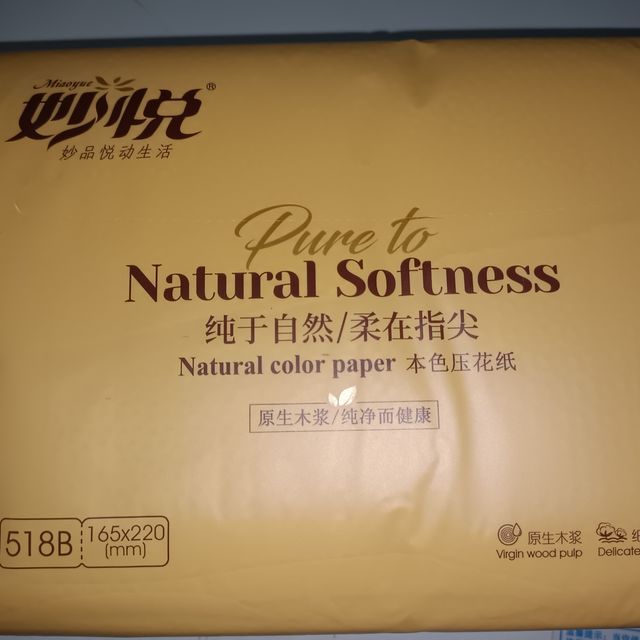 Miaoyue
妙悦®
妙品悦动生活
Pure to
Natural Softness
纯于自然/柔在指尖
Natural color paper 本色压花纸
原生木浆/纯净而健康
518B
165x220
(mm)
原生木浆
Virgin wood pulp
细
Delicate